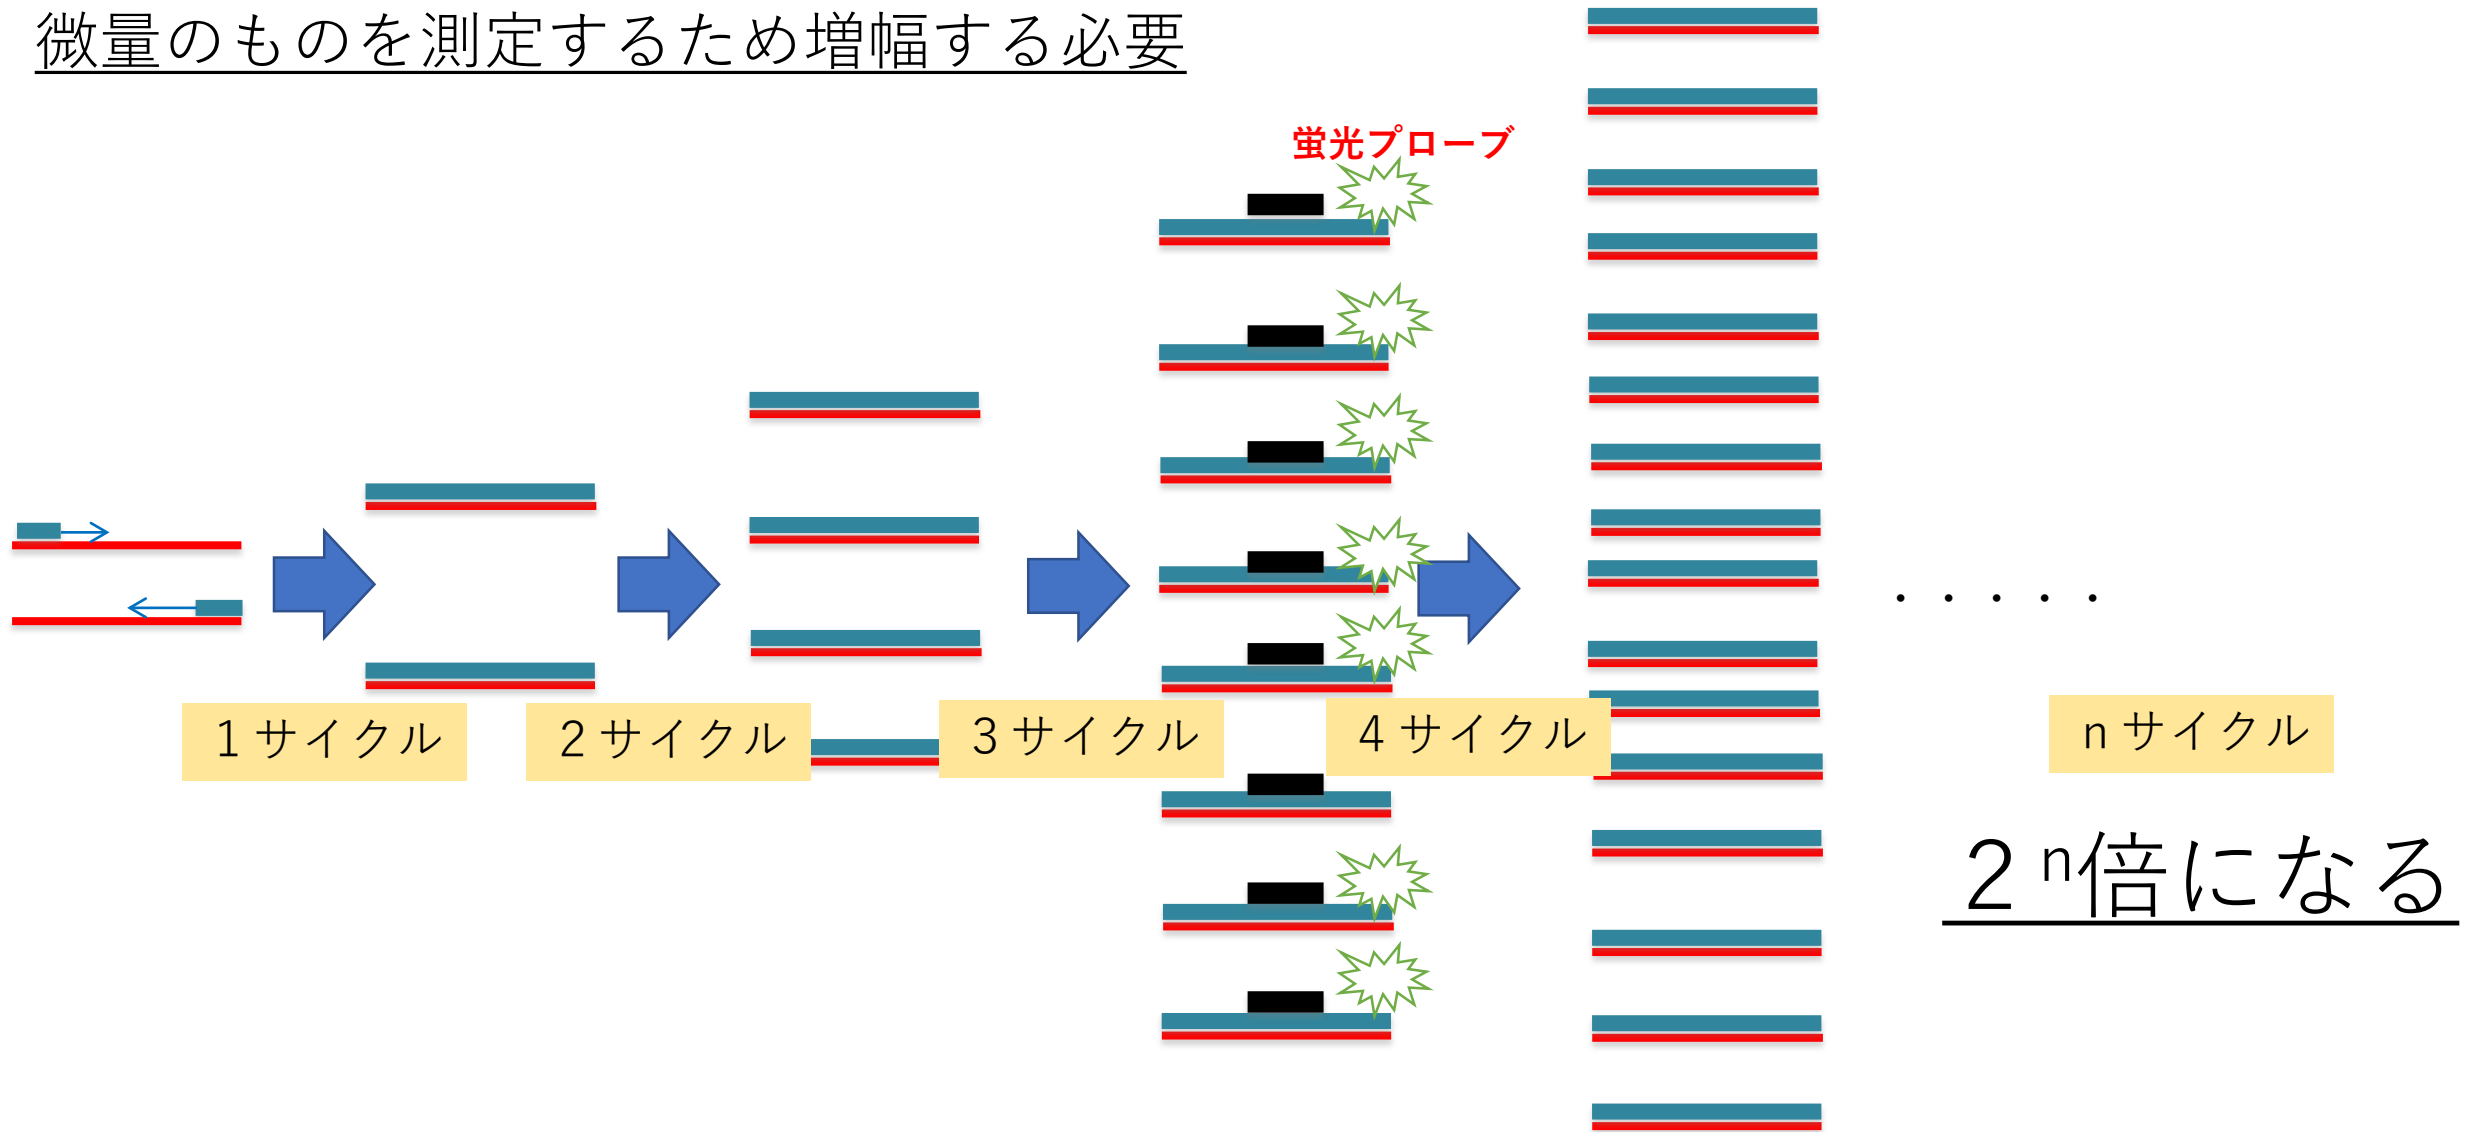 微量のものを測定するため増幅する必要
蛍光プローブ
1サイクル
2サイクル
3サイクル
4サイクル
・・・・・
nサイクル
2ⁿ倍になる